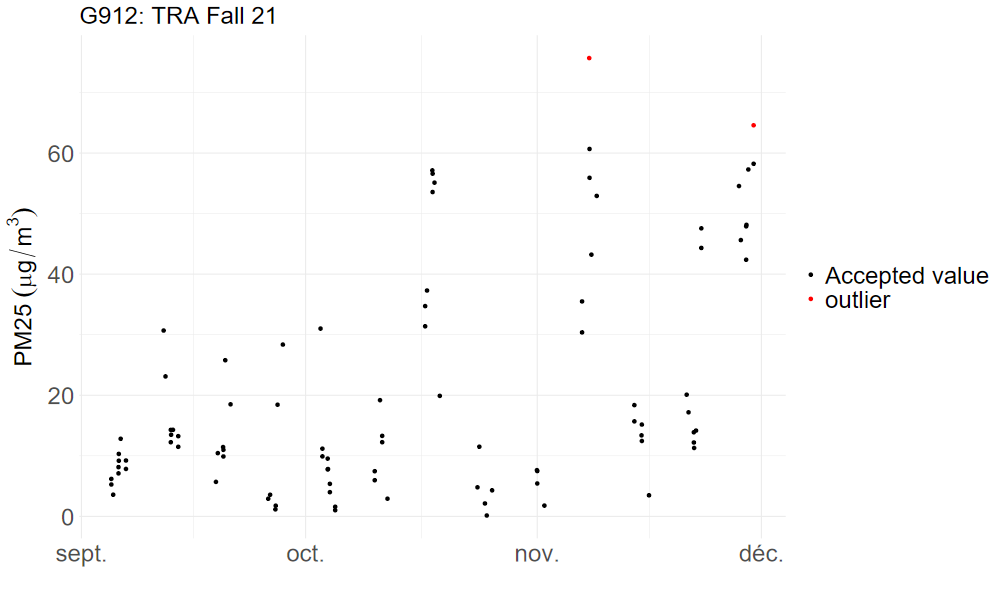 G912: TRA Fall 21
PM25 (μg/m³)
60
40
20
0
sept.
oct.
nov.
déc.
Accepted value
outlier